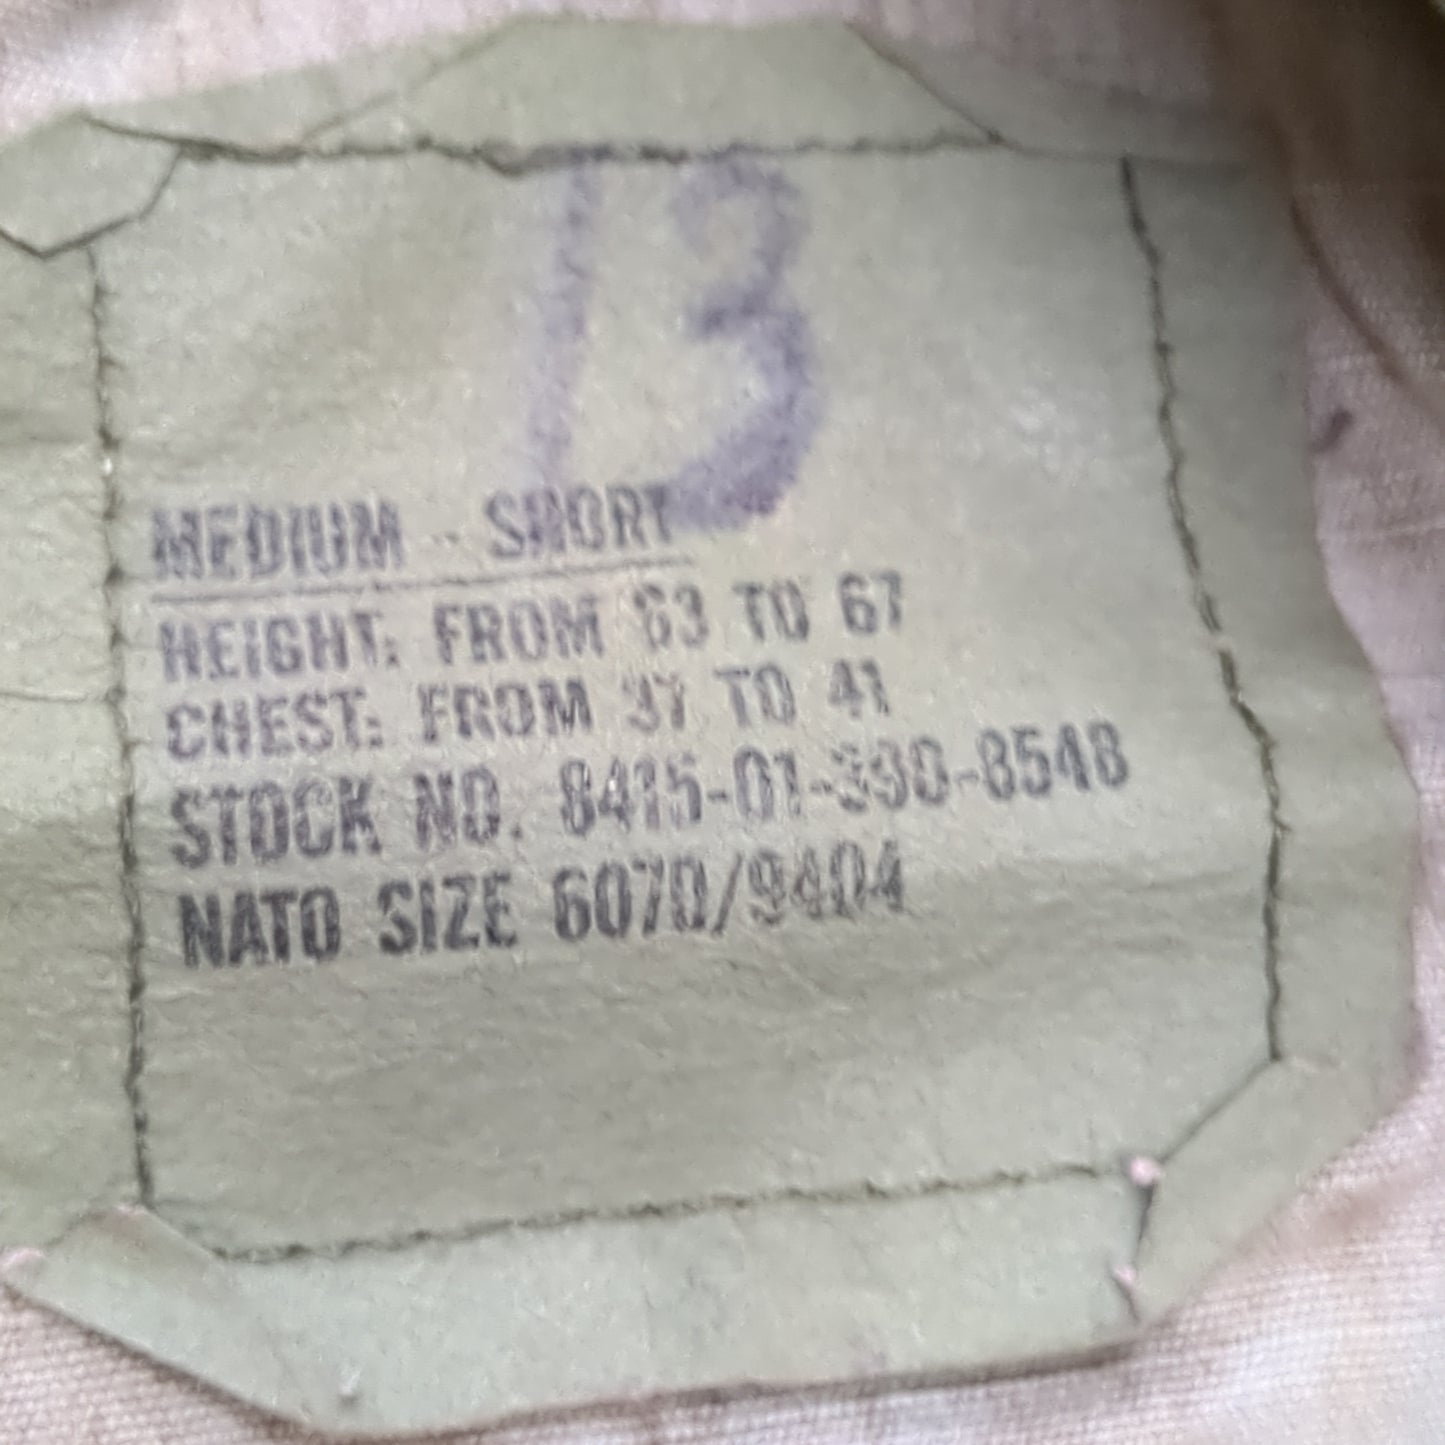 13
MEDIUM - SHORT
HEIGHT: FROM 63 TO 67
CHEST: FROM 37 TO 41
STOCK NO. 8415-01-390-8548
NATO SIZE 6070/9404